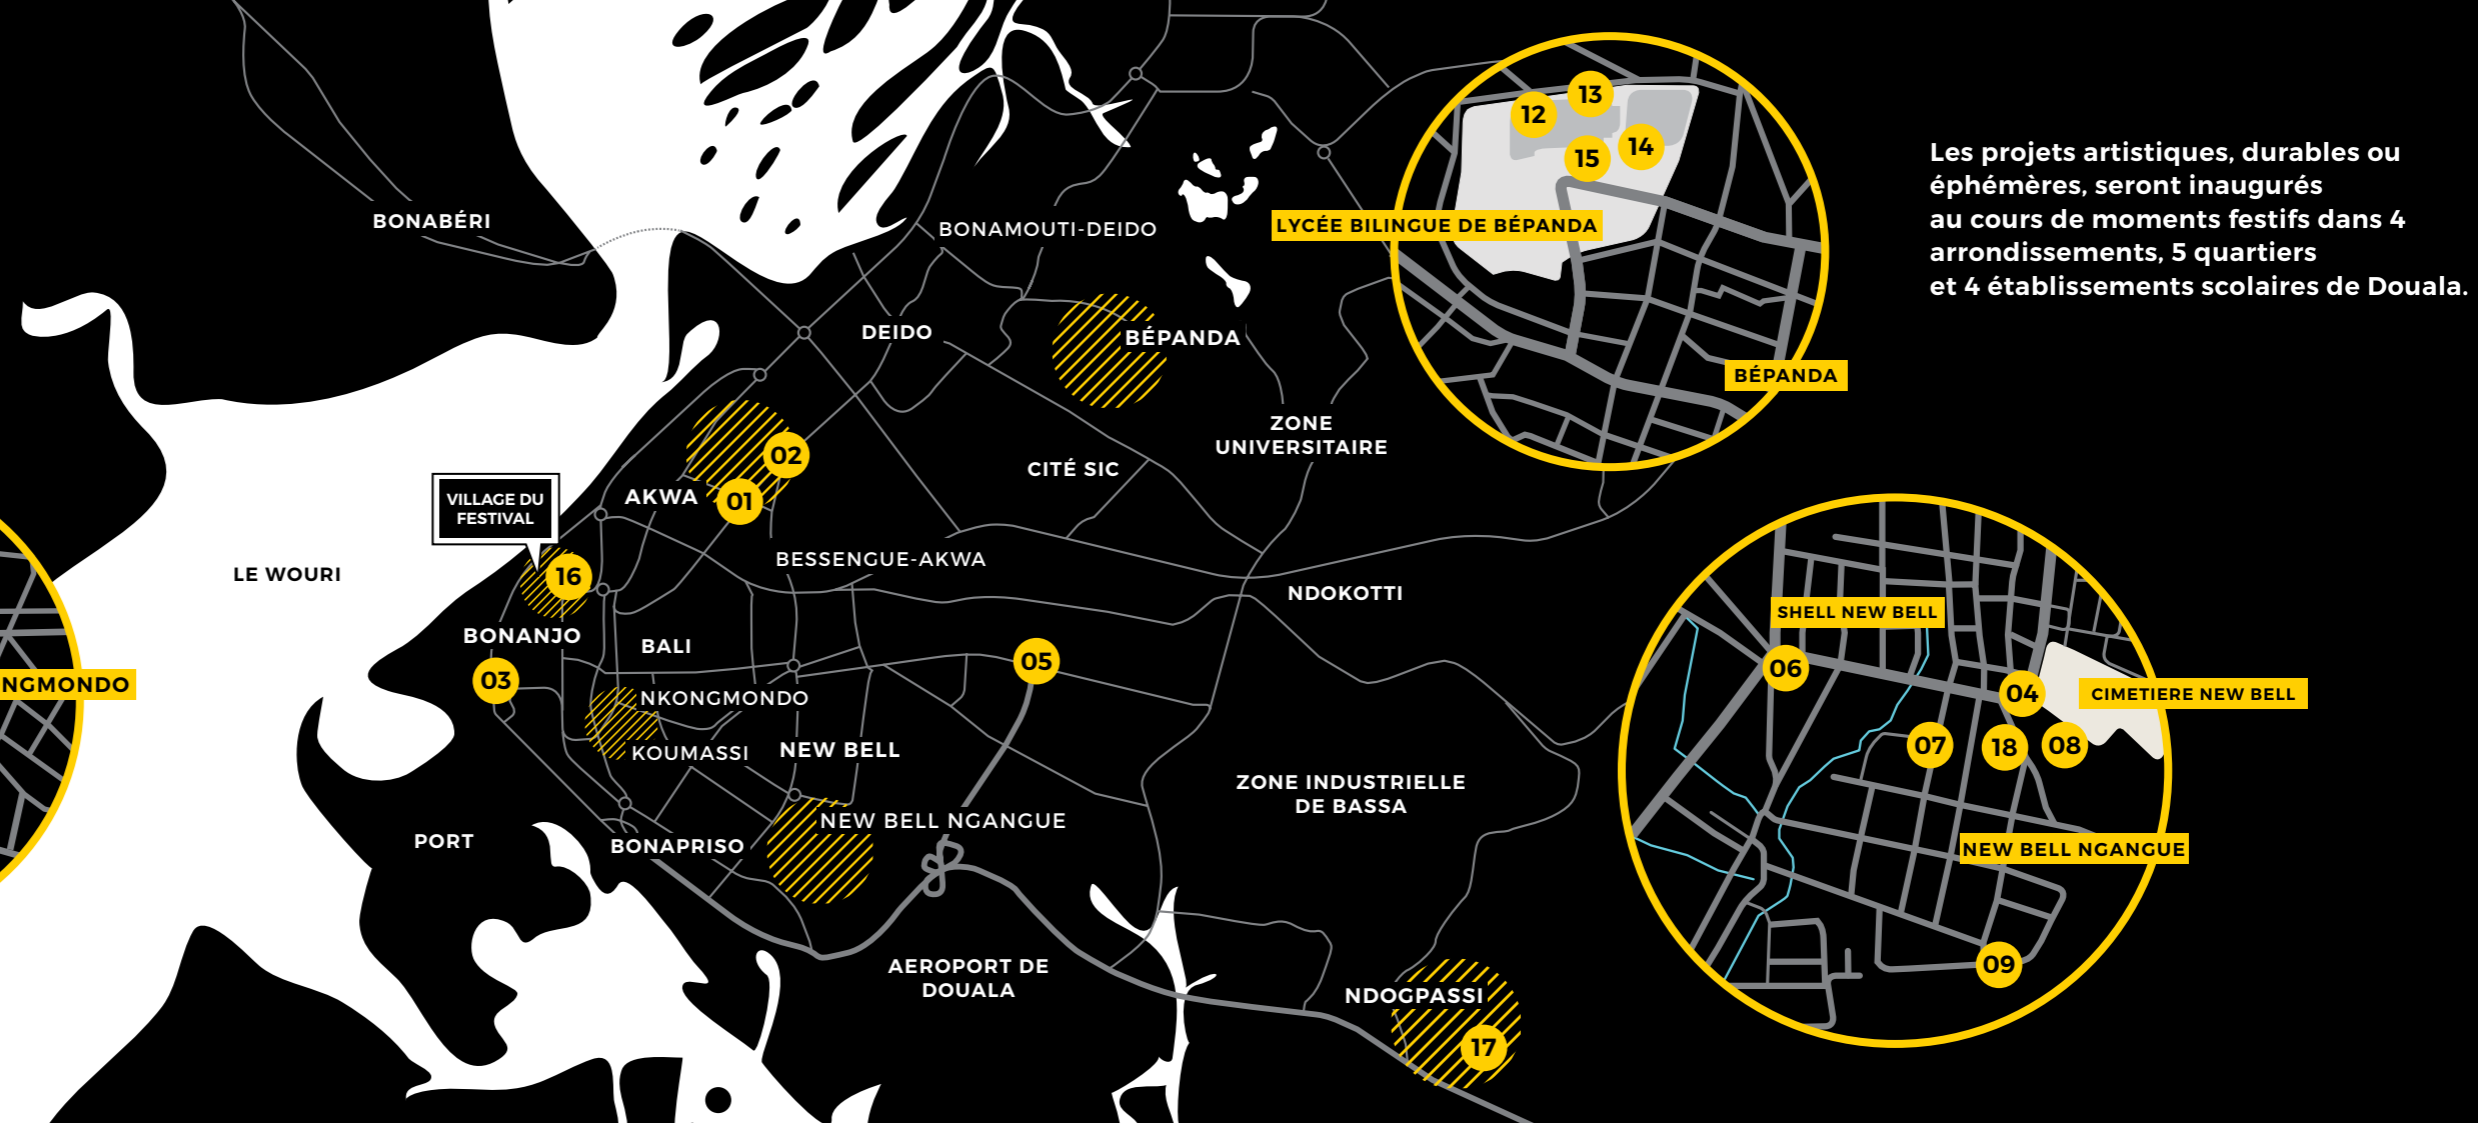 12
13
14
15
LYCÉE BILINGUE DE BÉPANDA
BÉPANDA
Les projets artistiques, durables ou
éphémères, seront inaugurés
au cours de moments festifs dans 4
arrondissements, 5 quartiers
et 4 établissements scolaires de Douala.
BONABÉRI
BONAMOUTI-DEIDO
DEIDO
BÉPANDA
ZONE
UNIVERSITAIRE
CITÉ SIC
02
01
AKWA
VILLAGE DU
FESTIVAL
16
BESSENGUE-AKWA
LE WOURI
NDOKOTTI
BONANJO
BALI
03
05
NGMONDO
NKONGMONDO
KOUMASSI
NEW BELL
ZONE INDUSTRIELLE
DE BASSA
NEW BELL NGANGUE
PORT
BONAPRISO
AEROPORT DE
DOUALA
NDOGPASSI
17
SHELL NEW BELL
06
04
CIMETIERE NEW BELL
07
18
08
NEW BELL NGANGUE
09